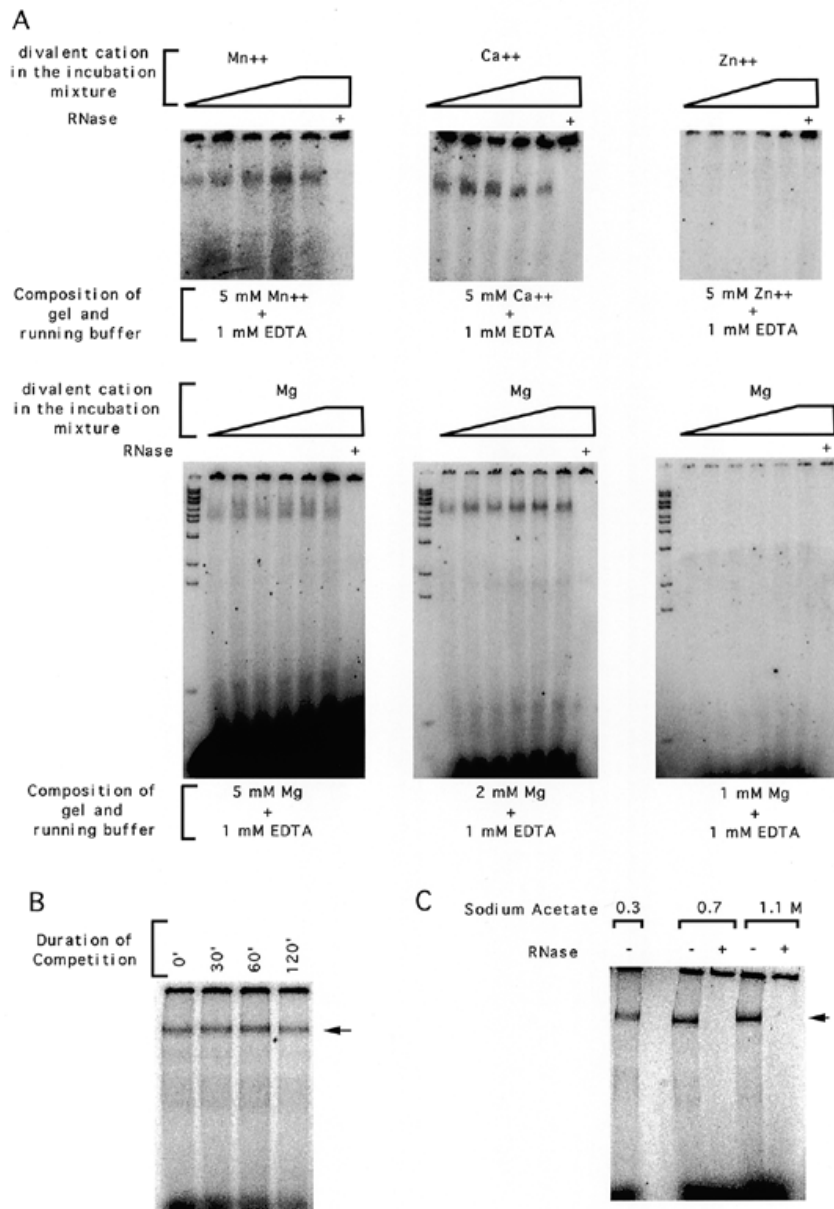 A
divalent cation
in the incubation
mixture
Mn++
Ca++
Zn++
RNase
+
+
+
Composition of
gel and
running buffer
5 mM Mn++
+
1 mM EDTA
5 mM Ca++
+
1 mM EDTA
5 mM Zn++
+
1 mM EDTA
divalent cation
in the incubation
mixture
Mg
Mg
Mg
RNase
+
+
+
Composition of
gel and
running buffer
5 mM Mg
+
1 mM EDTA
2 mM Mg
+
1 mM EDTA
1 mM Mg
+
1 mM EDTA
B
Duration of
Competition
0'
30'
60'
120'
C
Sodium Acetate 0.3 0.7 1.1 M
RNase - - + - +